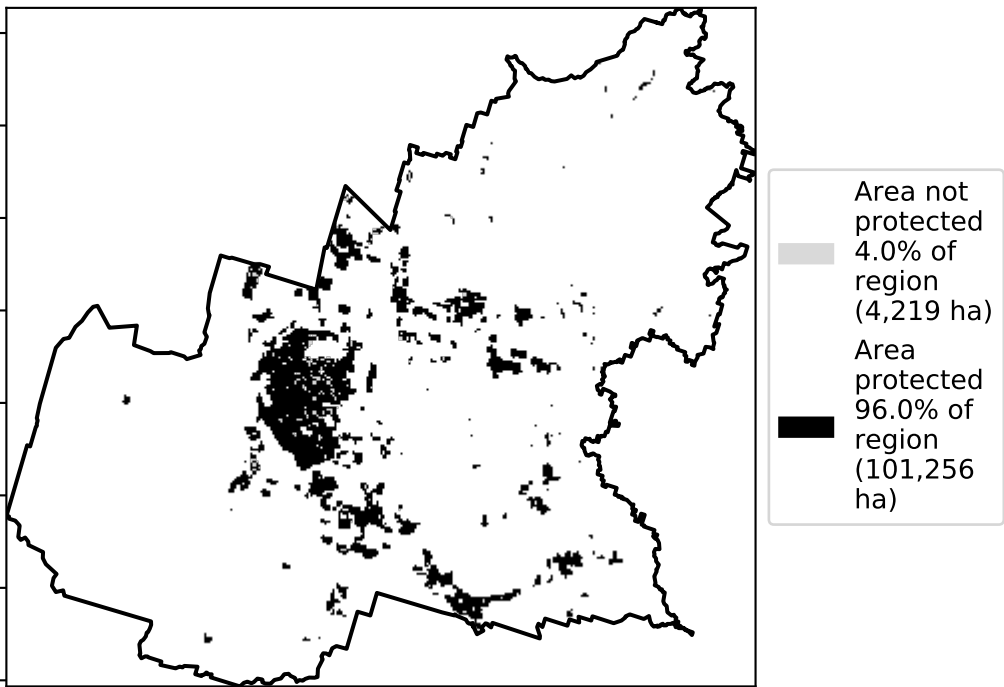 Area not
protected
4.0% of
region
(4,219 ha)
Area
protected
96.0% of
region
(101,256
ha)